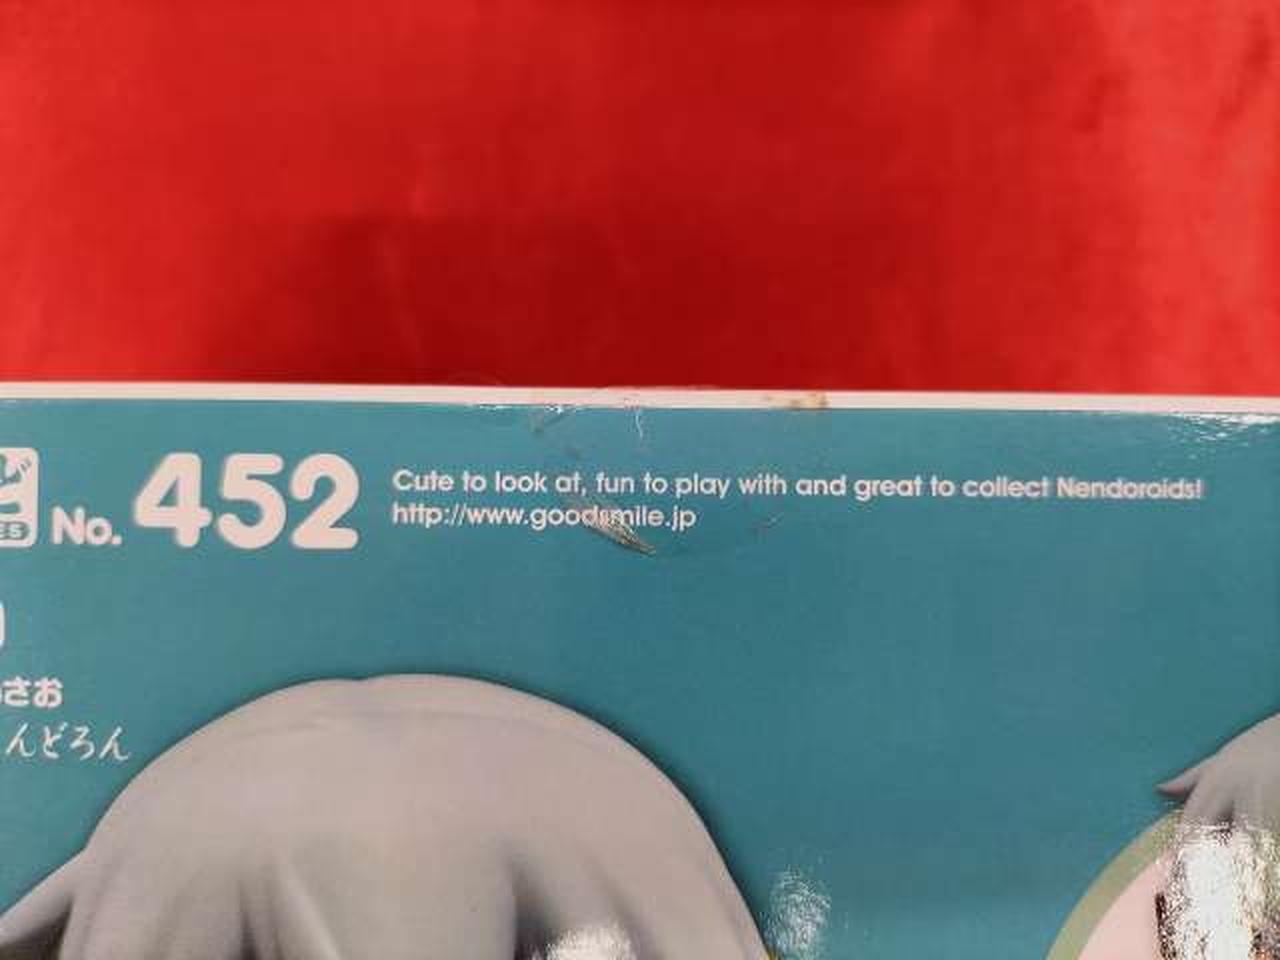 No. 452
Cute to look at, fun to play with and great to collect Nendoroids!
http://www.goodsmile.jp
さお
んどろん